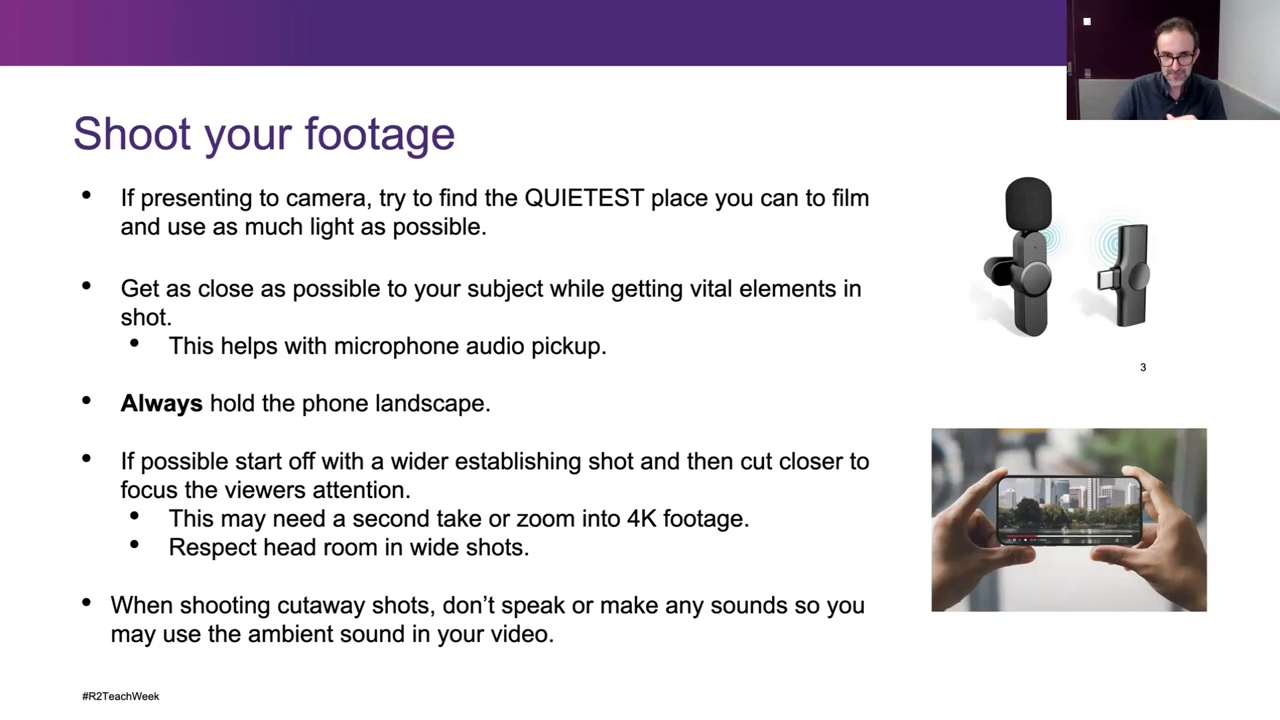 Shoot your footage
• If presenting to camera, try to find the QUIETEST place you can to film
and use as much light as possible.
• Get as close as possible to your subject while getting vital elements in
shot.
• This helps with microphone audio pickup.
• Always hold the phone landscape.
• If possible start off with a wider establishing shot and then cut closer to
focus the viewers attention.
• This may need a second take or zoom into 4K footage.
• Respect head room in wide shots.
• When shooting cutaway shots, don’t speak or make any sounds so you
may use the ambient sound in your video.
3
#R2TeachWeek